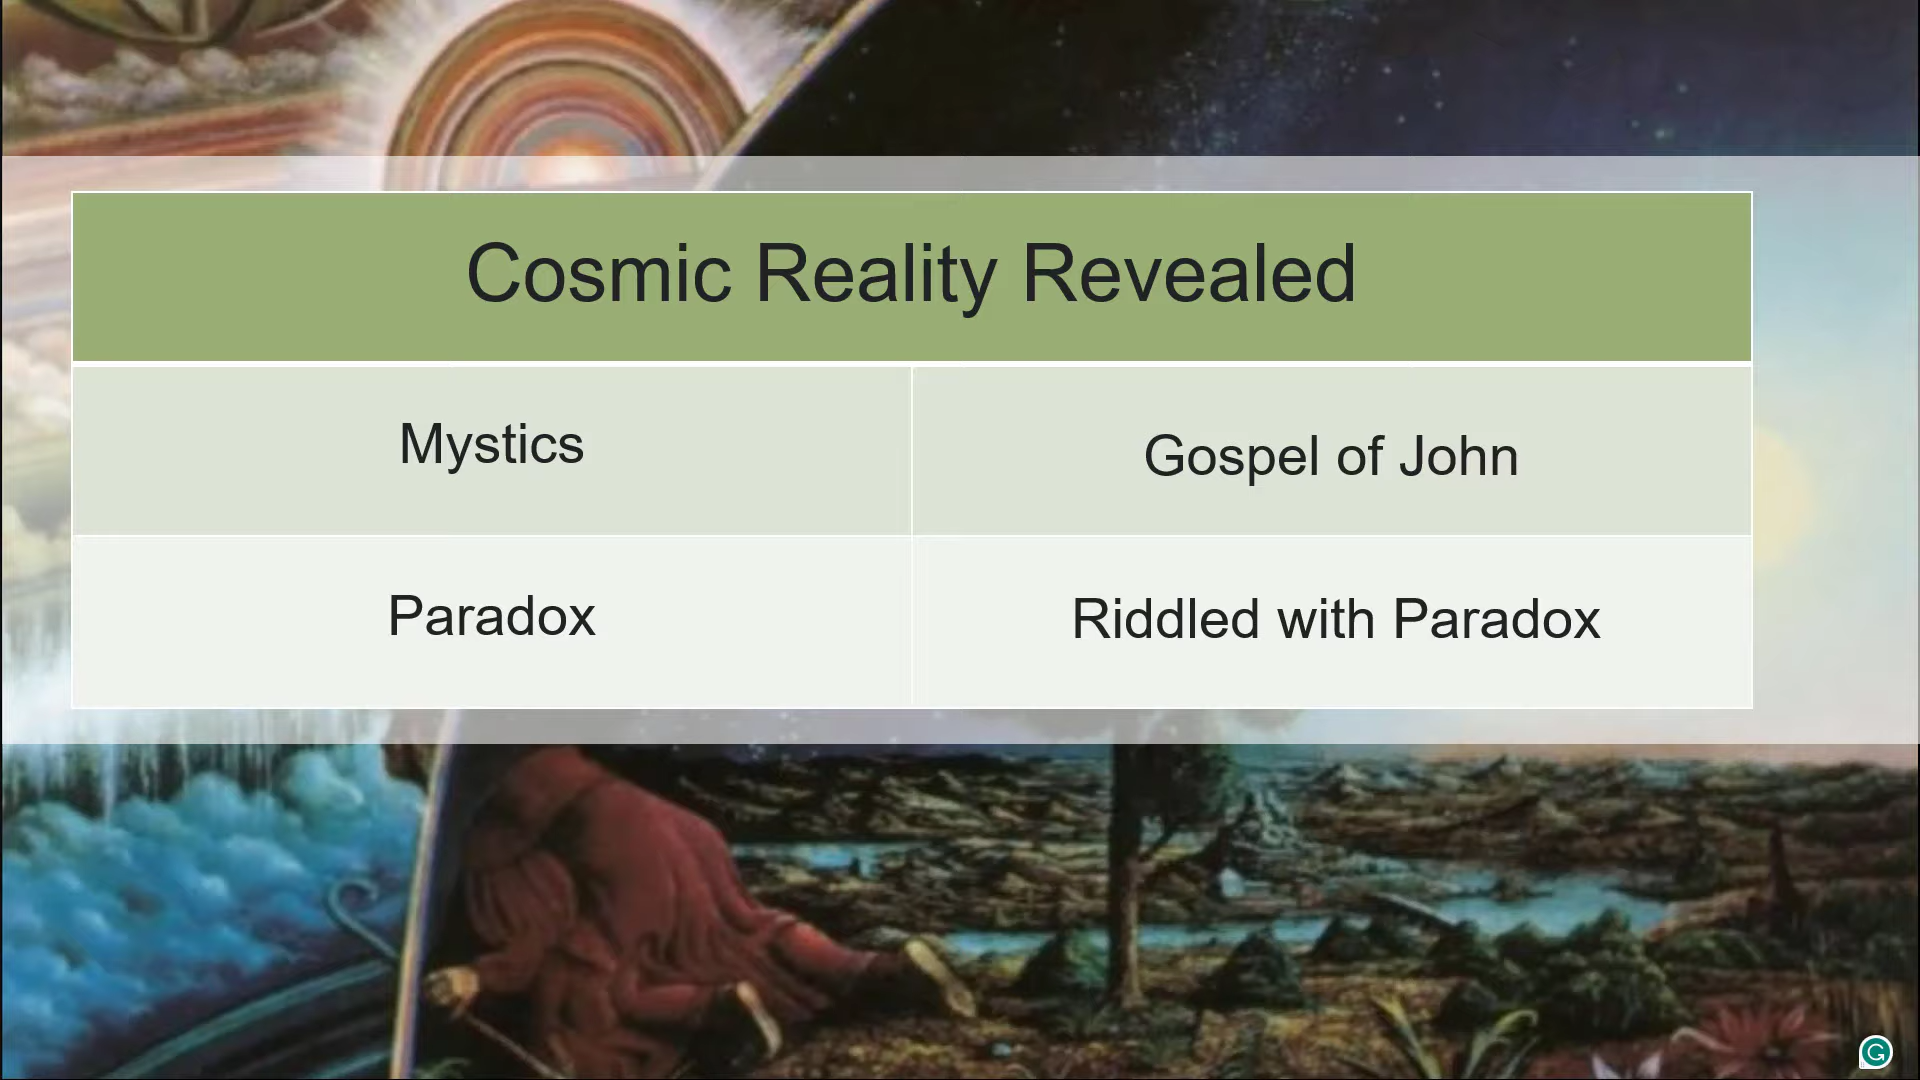 Cosmic Reality Revealed
Mystics
Gospel of John
Paradox
Riddled with Paradox